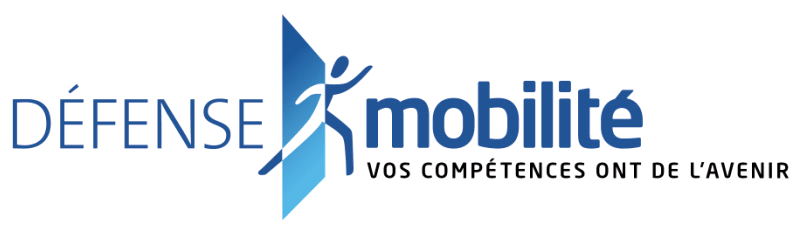 DÉFENSE mobilité
VOS COMPÉTENCES ONT DE L'AVENIR